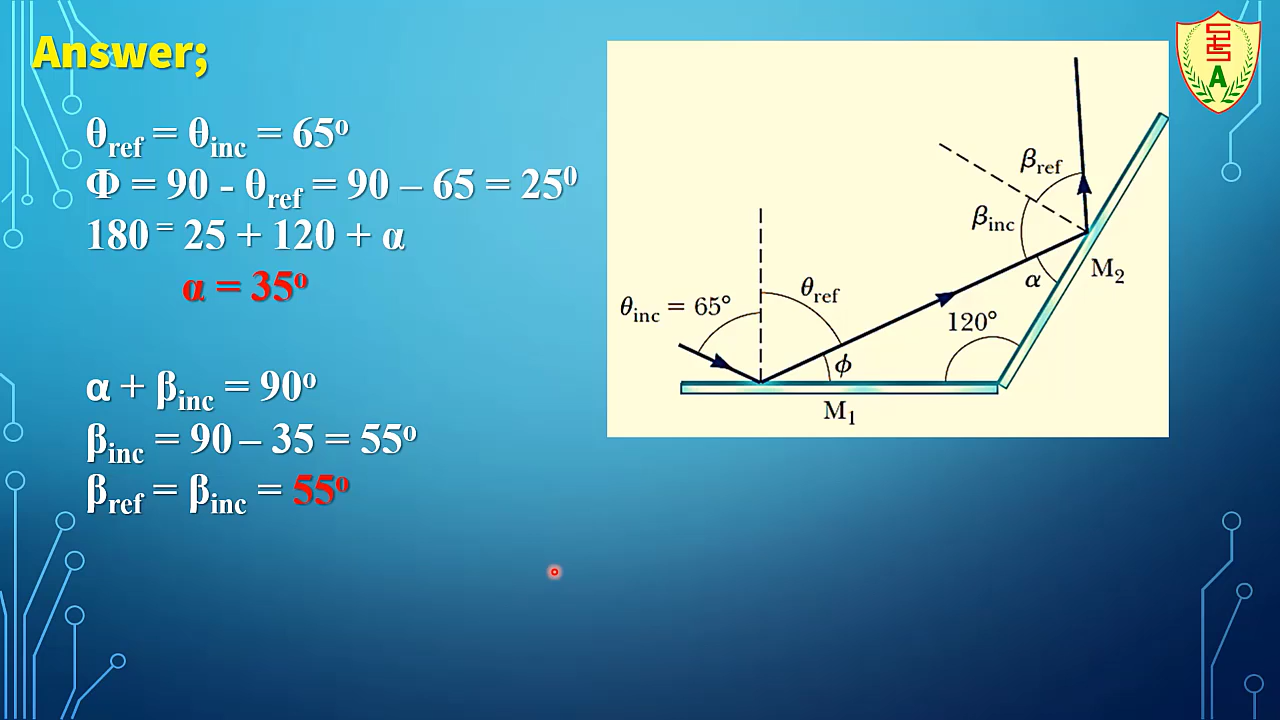 Answer;
θref = θinc = 65º
Φ = 90 - θref = 90 – 65 = 25⁰
180 = 25 + 120 + α
α = 35º
α + βinc = 90º
βinc = 90 – 35 = 55º
βref = βinc = 55º
βref
βinc
M2
α
θref
θinc = 65°
120°
ϕ
M1
A